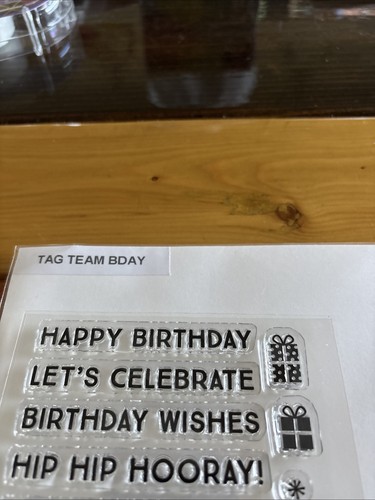 TAG TEAM BDAY
HAPPY BIRTHDAY
LET'S CELEBRATE
BIRTHDAY WISHES
HIP HIP HOORAY!